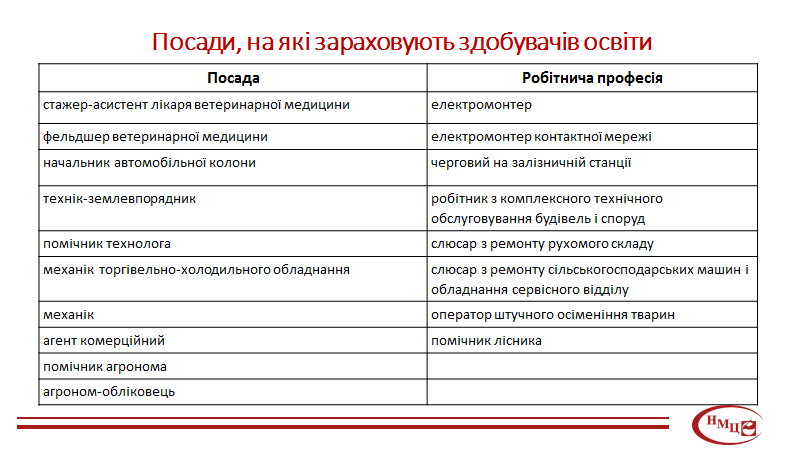 Посади, на які зараховують здобувачів освіти
Посада
Робітнича професія
стажер-асистент лікаря ветеринарної медицини
електромонтер
фельдшер ветеринарної медицини
електромонтер контактної мережі
начальник автомобільної колони
черговий на залізничній станції
технік-землевпорядник
робітник з комплексного технічного
обслуговування будівель і споруд
помічник технолога
слюсар з ремонту рухомого складу
механік торгівельно-холодильного обладнання
слюсар з ремонту сільськогосподарських машин і
обладнання сервісного відділу
механік
оператор штучного осіменіння тварин
агент комерційний
помічник лісника
помічник агронома
агроном-обліковець
НМЦ